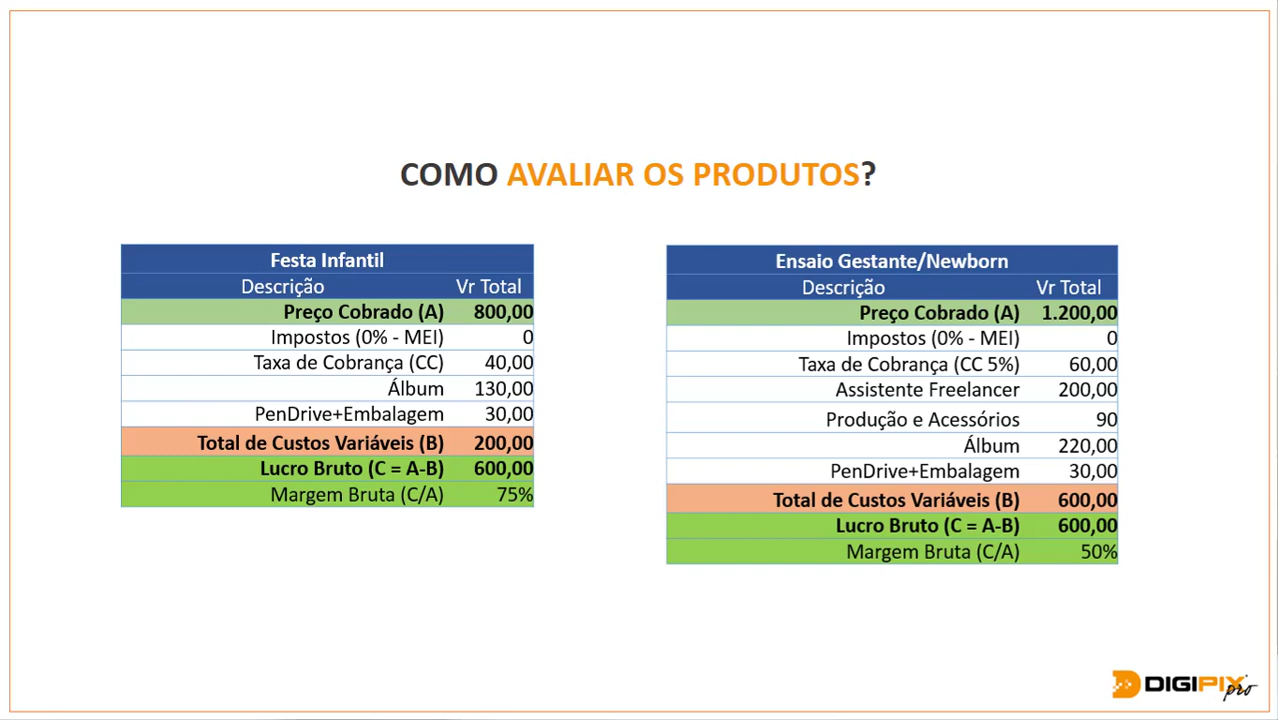 COMO AVALIAR OS PRODUTOS?
Festa Infantil
Descrição Vr Total
Preço Cobrado (A) 800,00
Impostos (0% - MEI) 0
Taxa de Cobrança (CC) 40,00
Álbum 130,00
PenDrive+Embalagem 30,00
Total de Custos Variáveis (B) 200,00
Lucro Bruto (C = A-B) 600,00
Margem Bruta (C/A) 75%
Ensaio Gestante/Newborn
Descrição Vr Total
Preço Cobrado (A) 1.200,00
Impostos (0% - MEI) 0
Taxa de Cobrança (CC 5%) 60,00
Assistente Freelancer 200,00
Produção e Acessórios 90
Álbum 220,00
PenDrive+Embalagem 30,00
Total de Custos Variáveis (B) 600,00
Lucro Bruto (C = A-B) 600,00
Margem Bruta (C/A) 50%
DIGIPIX pro